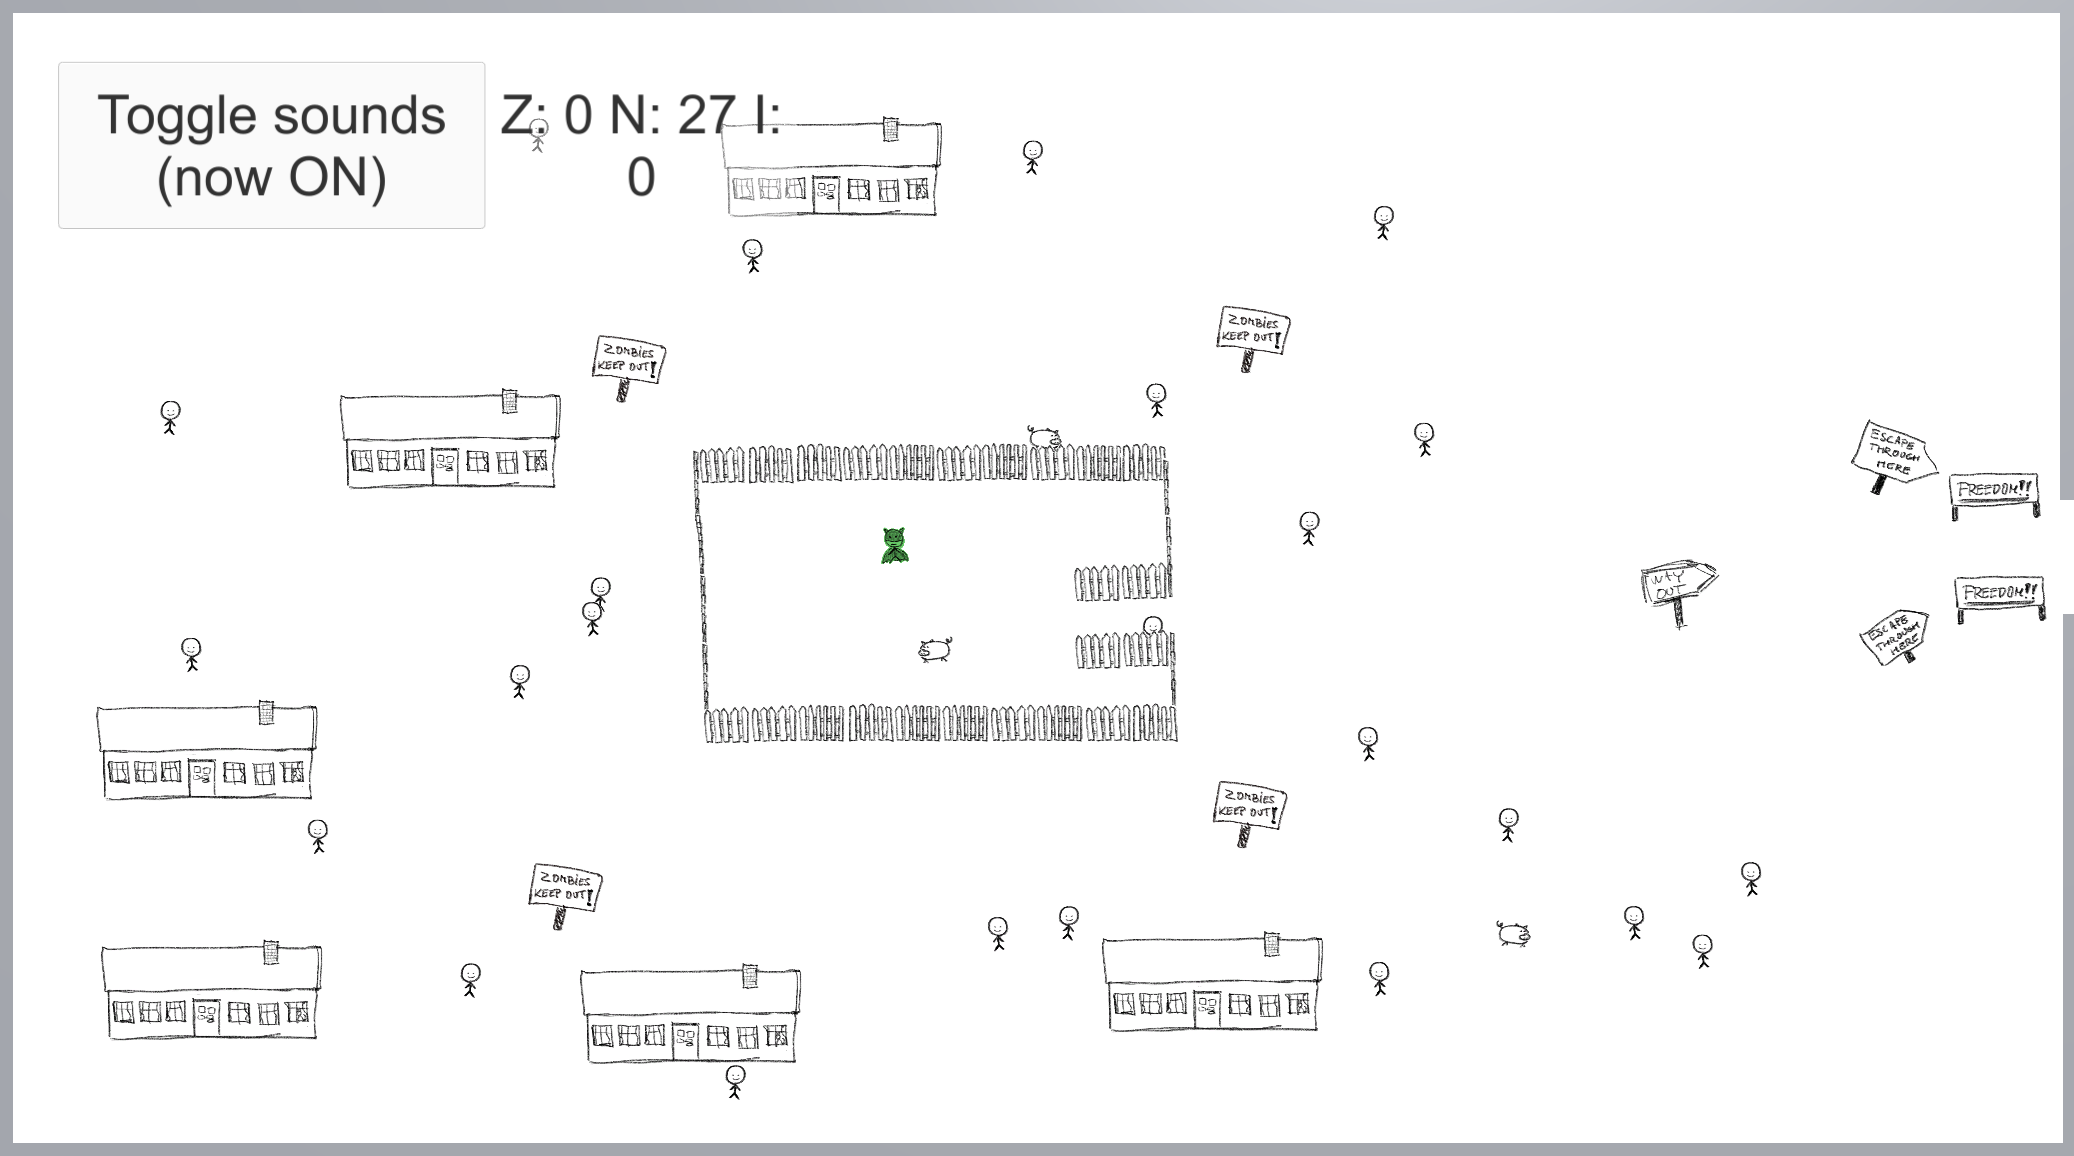 Toggle sounds
(now ON)
Z: 0 N: 27 I:
0
ZOMBIES
KEEP OUT!
ZOMBIES
KEEP OUT!
ESCAPE
THROUGH
HERE
FREEDOM!!
WAY
OUT
FREEDOM!!
ESCAPE
THROUGH
HERE
ZOMBIES
KEEP OUT!
ZOMBIES
KEEP OUT!